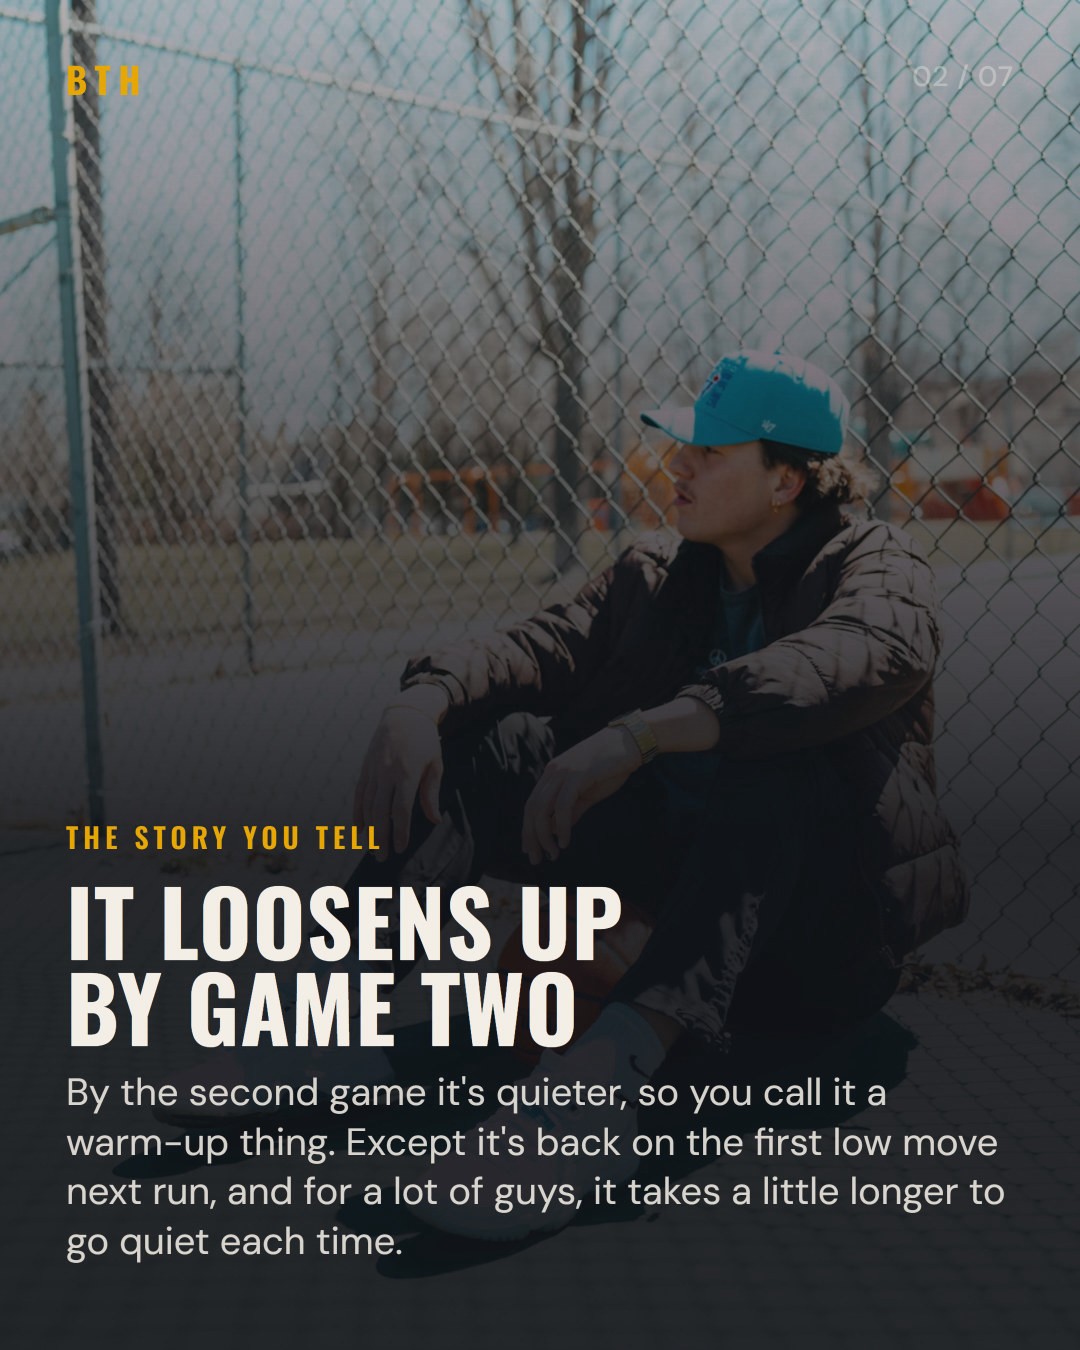 BTH
02 / 07
THE STORY YOU TELL
IT LOOSENS UP
BY GAME TWO
By the second game it's quieter, so you call it a
warm-up thing. Except it's back on the first low move
next run, and for a lot of guys, it takes a little longer to
go quiet each time.